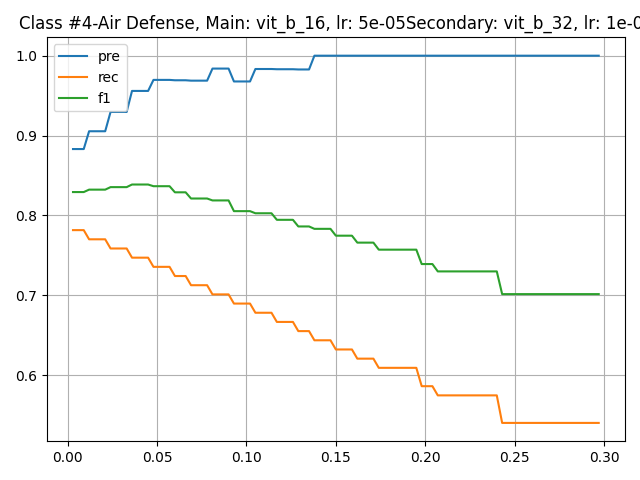 Class #4-Air Defense, Main: vit_b_16, lr: 5e-05Secondary: vit_b_32, lr: 1e-0
pre
rec
f1
1.0
0.9
0.8
0.7
0.6
0.00 0.05 0.10 0.15 0.20 0.25 0.30